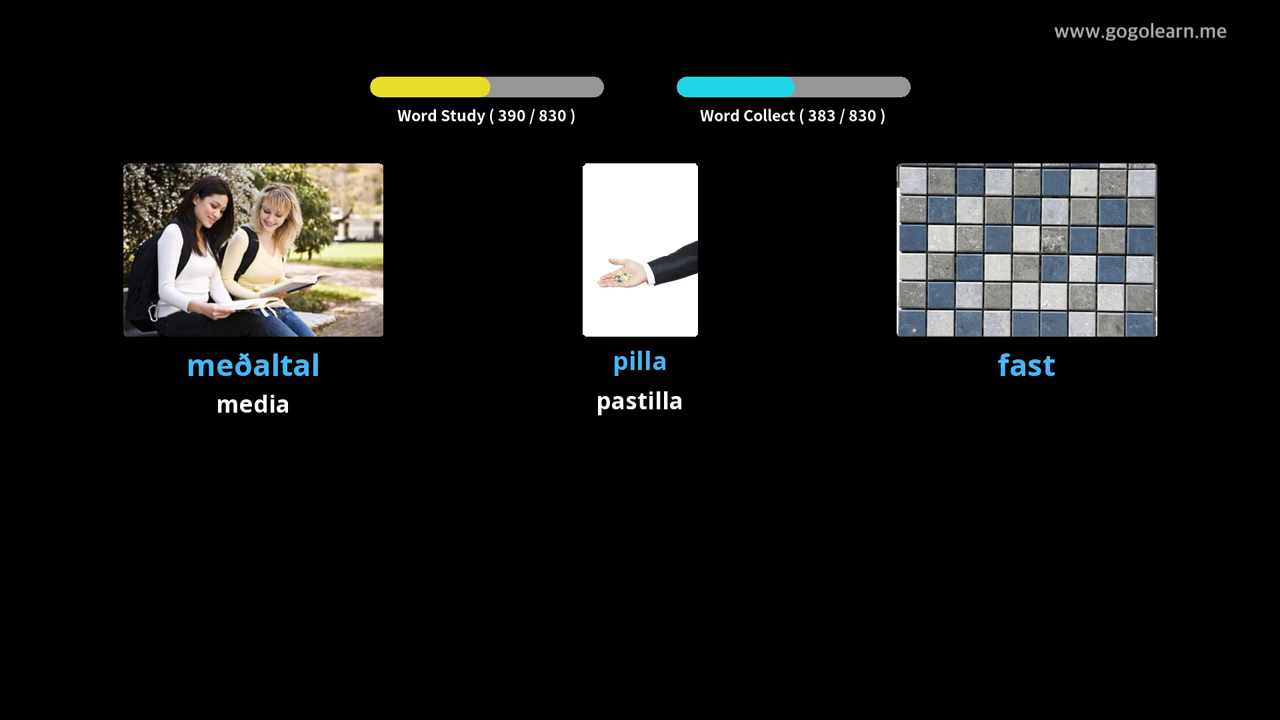 www.gogolearn.me
Word Study ( 390 / 830 )
Word Collect ( 383 / 830 )
meðaltal
media
pilla
pastilla
fast